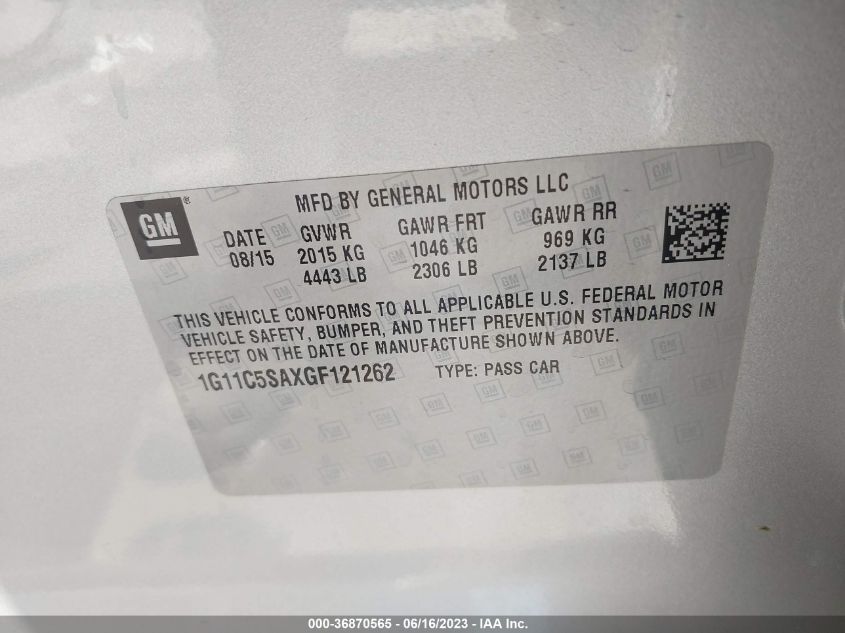 MFD BY GENERAL MOTORS LLC
GM ®
DATE GVWR GAWR FRT GAWR RR
08/15 2015 KG 1046 KG 969 KG
4443 LB 2306 LB 2137 LB
THIS VEHICLE CONFORMS TO ALL APPLICABLE U.S. FEDERAL MOTOR
VEHICLE SAFETY, BUMPER, AND THEFT PREVENTION STANDARDS IN
EFFECT ON THE DATE OF MANUFACTURE SHOWN ABOVE.
1G11C5SAXGF121262 TYPE: PASS CAR
000-36870565 - 06/16/2023 - IAA Inc.